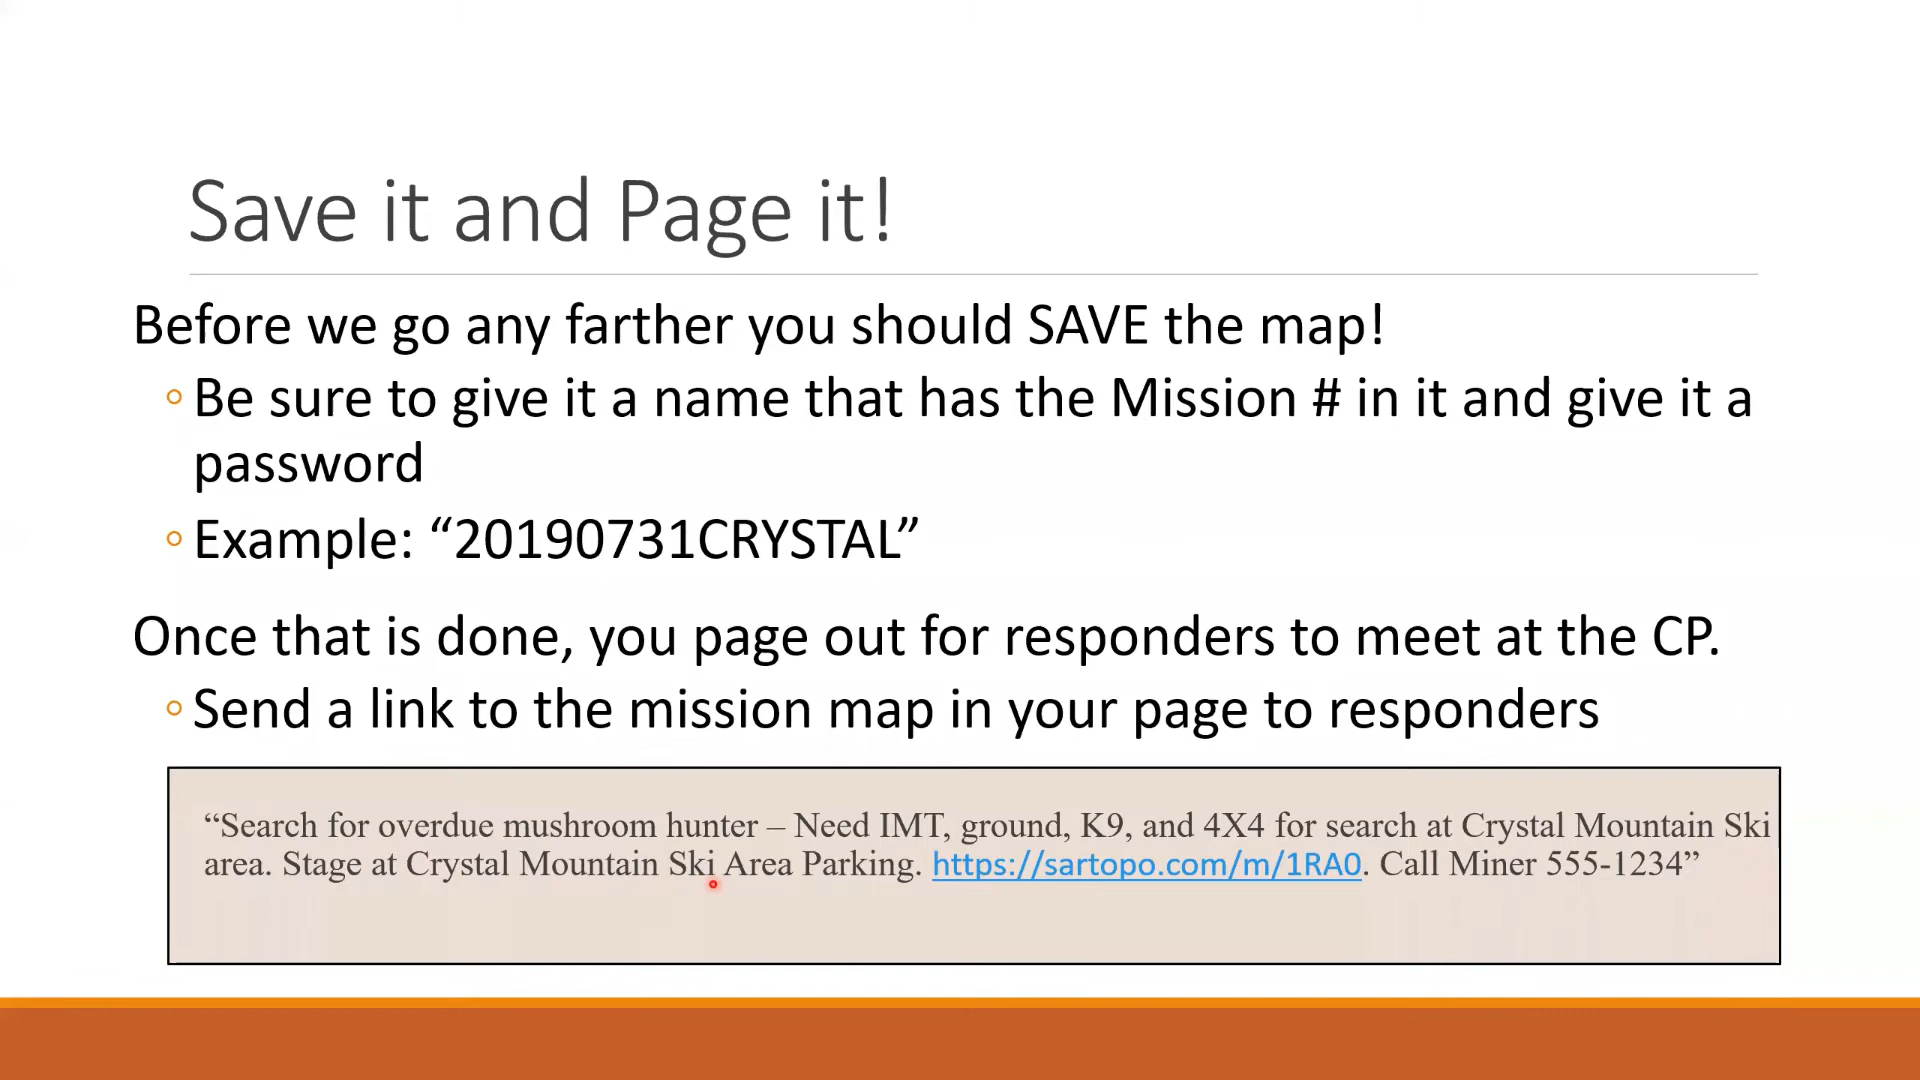 Save it and Page it!
Before we go any farther you should SAVE the map!
◦ Be sure to give it a name that has the Mission # in it and give it a
password
◦ Example: “20190731CRYSTAL”
Once that is done, you page out for responders to meet at the CP.
◦ Send a link to the mission map in your page to responders
“Search for overdue mushroom hunter – Need IMT, ground, K9, and 4X4 for search at Crystal Mountain Ski
area. Stage at Crystal Mountain Ski Area Parking. https://sartopo.com/m/1RA0. Call Miner 555-1234”